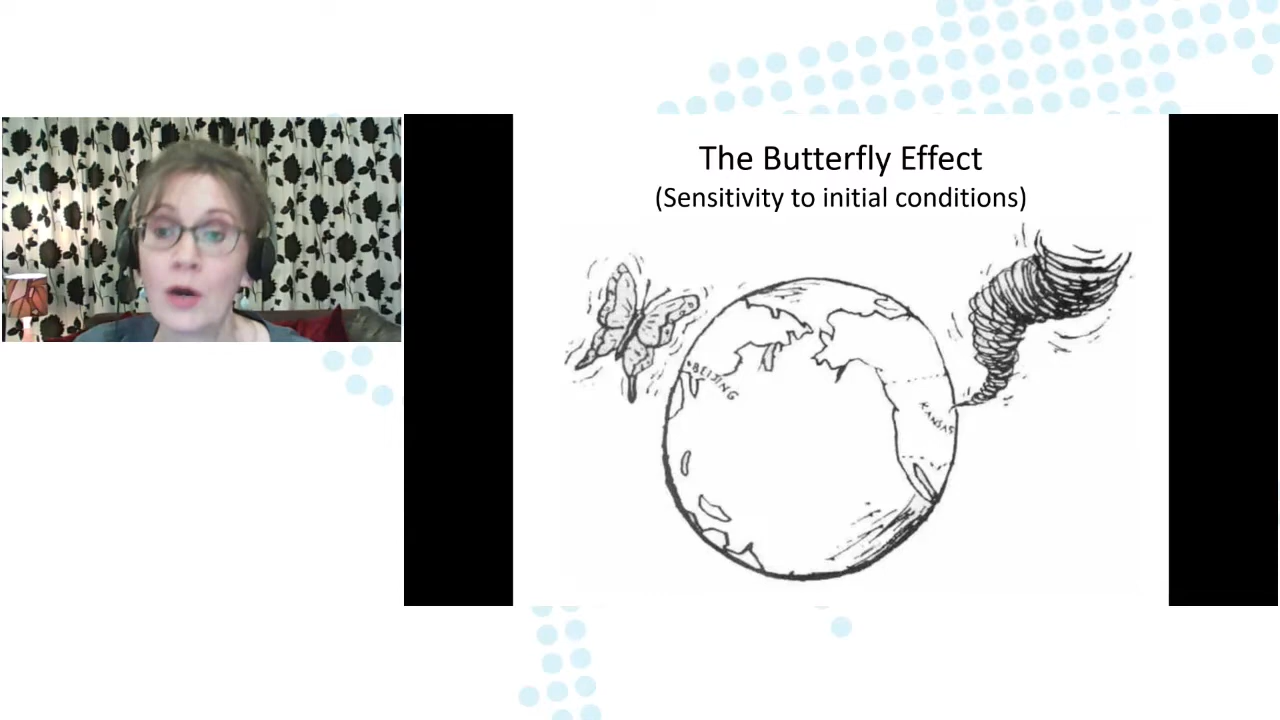 The Butterfly Effect
(Sensitivity to initial conditions)
BEIJING
KANSAS